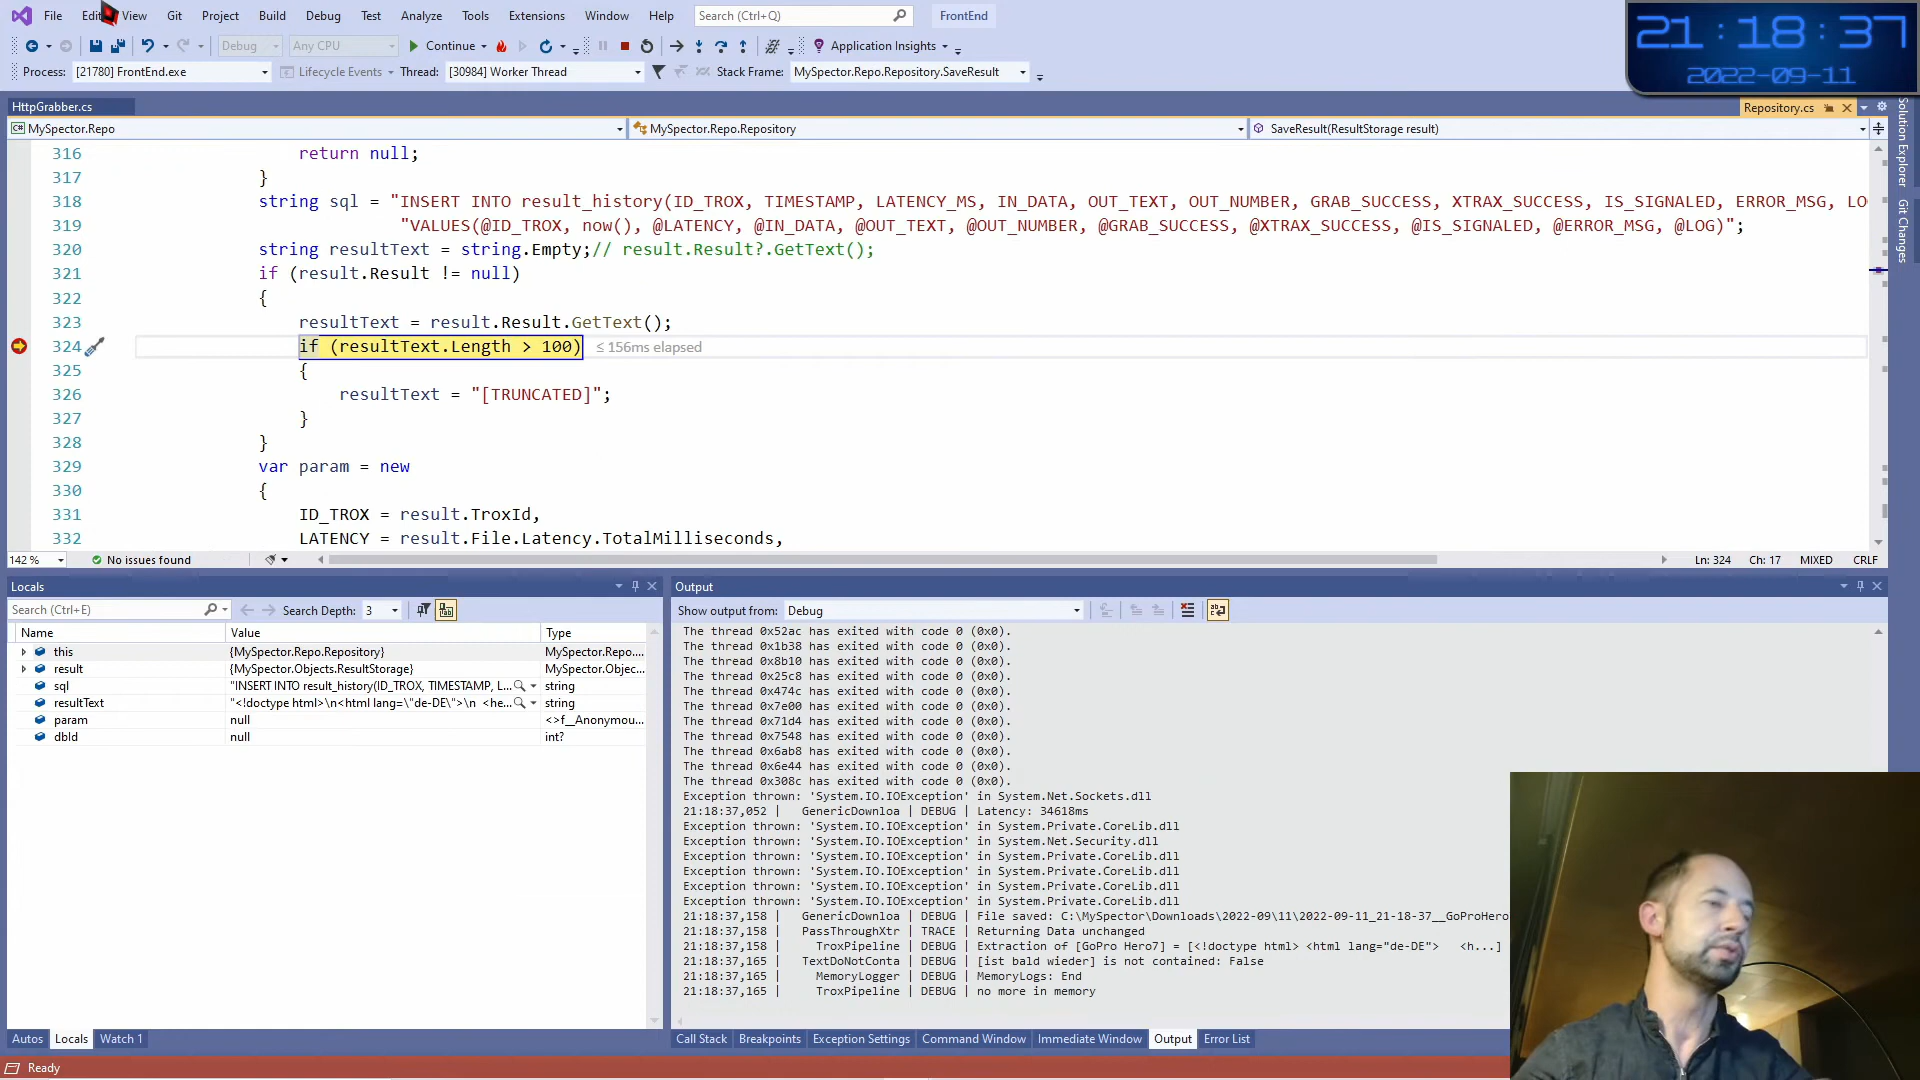 File Edit View Git Project Build Debug Test Analyze Tools Extensions Window Help Search (Ctrl+Q) FrontEnd
Debug Any CPU Continue Application Insights
Process: [21780] FrontEnd.exe Lifecycle Events Thread: [30984] Worker Thread Stack Frame: MySpector.Repo.Repository.SaveResult
21:18:37
2022-09-11
HttpGrabber.cs Repository.cs
MySpector.Repo MySpector.Repo.Repository SaveResult(ResultStorage result)
316 return null;
317 }
318 string sql = "INSERT INTO result_history(ID_TROX, TIMESTAMP, LATENCY_MS, IN_DATA, OUT_TEXT, OUT_NUMBER, GRAB_SUCCESS, XTRAX_SUCCESS, IS_SIGNALED, ERROR_MSG, LO
319 "VALUES(@ID_TROX, now(), @LATENCY, @IN_DATA, @OUT_TEXT, @OUT_NUMBER, @GRAB_SUCCESS, @XTRAX_SUCCESS, @IS_SIGNALED, @ERROR_MSG, @LOG)";
320 string resultText = string.Empty;// result.Result?.GetText();
321 if (result.Result != null)
322 {
323 resultText = result.Result.GetText();
324 if (resultText.Length > 100) ≤ 156ms elapsed
325 {
326 resultText = "[TRUNCATED]";
327 }
328 }
329 var param = new
330 {
331 ID_TROX = result.TroxId,
332 LATENCY = result.File.Latency.TotalMilliseconds,
142 % No issues found Ln: 324 Ch: 17 MIXED CRLF
Solution Explorer
Git Changes
Locals
Search (Ctrl+E) Search Depth: 3
Name Value Type
this {MySpector.Repo.Repository} MySpector.Repo....
result {MySpector.Objects.ResultStorage} MySpector.Objec...
sql "INSERT INTO result_history(ID_TROX, TIMESTAMP, L... string
resultText "<!doctype html>\n<html lang=\"de-DE\">\n <he... string
param null <>f__Anonymou...
dbId null int?
Autos Locals Watch 1
Output
Show output from: Debug
The thread 0x52ac has exited with code 0 (0x0).
The thread 0x1b38 has exited with code 0 (0x0).
The thread 0x8b10 has exited with code 0 (0x0).
The thread 0x25c8 has exited with code 0 (0x0).
The thread 0x474c has exited with code 0 (0x0).
The thread 0x7e00 has exited with code 0 (0x0).
The thread 0x71d4 has exited with code 0 (0x0).
The thread 0x7548 has exited with code 0 (0x0).
The thread 0x6ab8 has exited with code 0 (0x0).
The thread 0x6e44 has exited with code 0 (0x0).
The thread 0x308c has exited with code 0 (0x0).
Exception thrown: 'System.IO.IOException' in System.Net.Sockets.dll
21:18:37,052 | GenericDownloa | DEBUG | Latency: 34618ms
Exception thrown: 'System.IO.IOException' in System.Private.CoreLib.dll
Exception thrown: 'System.IO.IOException' in System.Net.Security.dll
Exception thrown: 'System.IO.IOException' in System.Private.CoreLib.dll
Exception thrown: 'System.IO.IOException' in System.Private.CoreLib.dll
Exception thrown: 'System.IO.IOException' in System.Private.CoreLib.dll
Exception thrown: 'System.IO.IOException' in System.Private.CoreLib.dll
21:18:37,158 | GenericDownloa | DEBUG | File saved: C:\MySpector\Downloads\2022-09\11\2022-09-11_21-18-37__GoProHero
21:18:37,158 | PassThroughXtr | TRACE | Returning Data unchanged
21:18:37,158 | TroxPipeline | DEBUG | Extraction of [GoPro Hero7] = [<!doctype html> <html lang="de-DE"> <h...]
21:18:37,165 | TextDoNotConta | DEBUG | [ist bald wieder] is not contained: False
21:18:37,165 | MemoryLogger | DEBUG | MemoryLogs: End
21:18:37,165 | TroxPipeline | DEBUG | no more in memory
Call Stack Breakpoints Exception Settings Command Window Immediate Window Output Error List
Ready